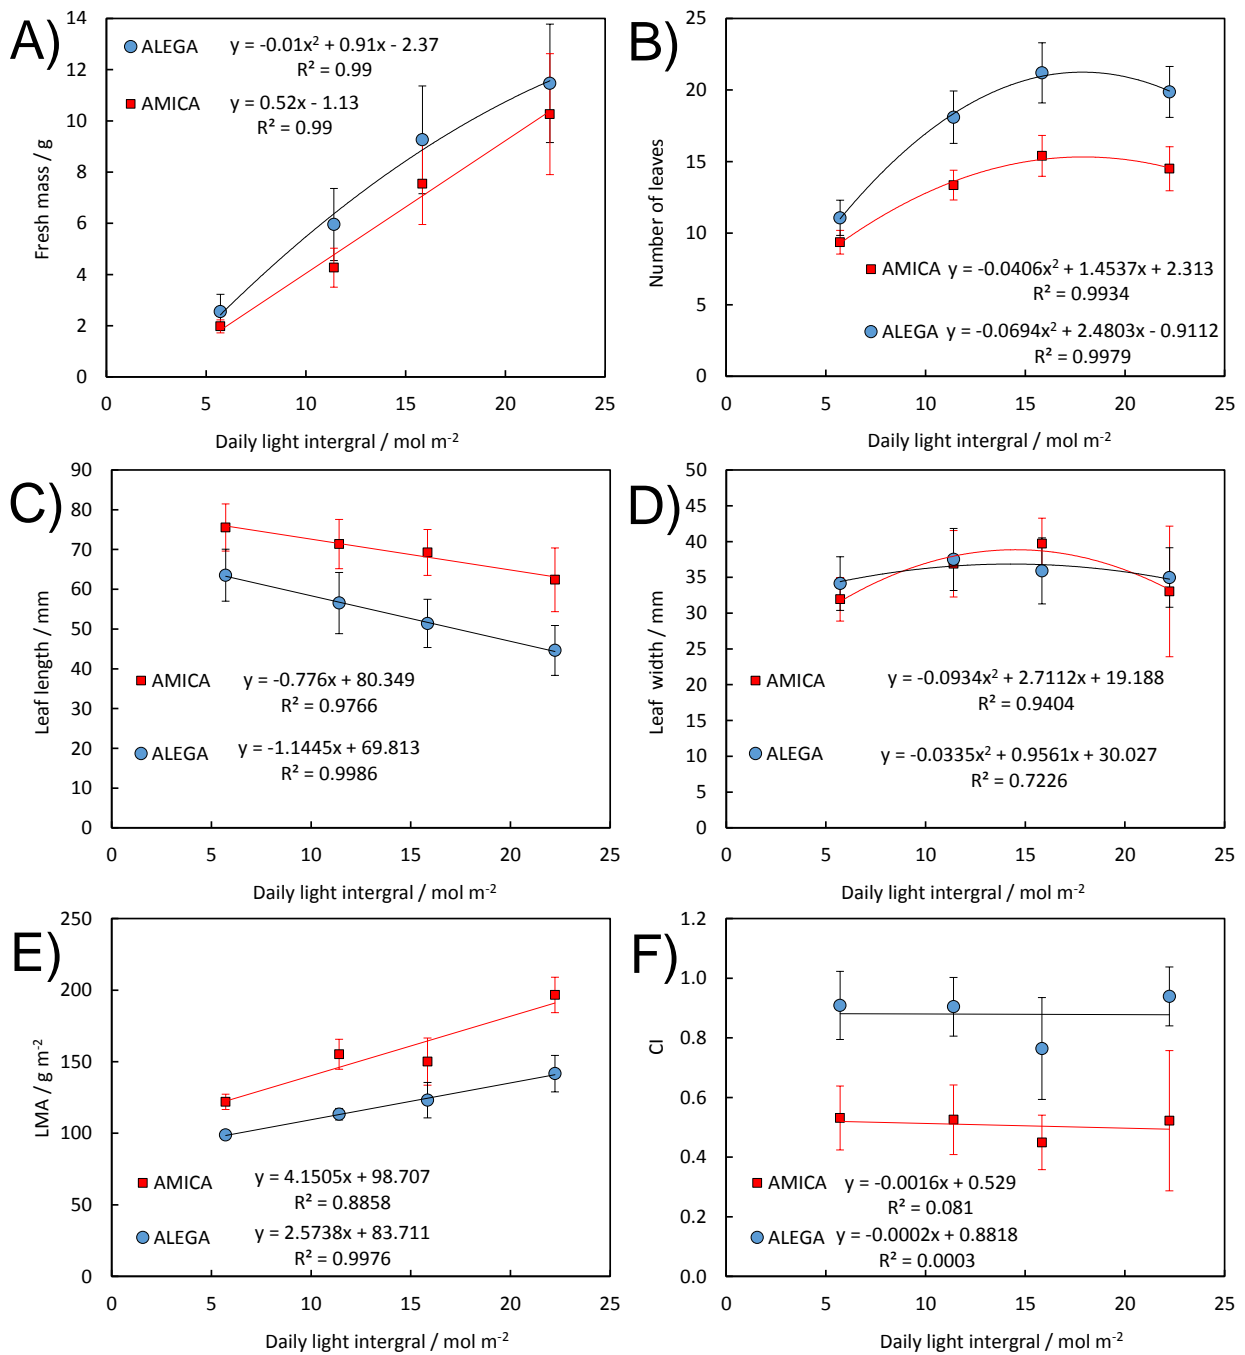 A)
14
12
10
8
6
4
2
0
Fresh mass / g
ALEGA y = -0.01x² + 0.91x - 2.37
R² = 0.99
AMICA y = 0.52x - 1.13
R² = 0.99
0 5 10 15 20 25
Daily light intergral / mol m⁻²
B)
25
20
15
10
5
0
Number of leaves
AMICA y = -0.0406x² + 1.4537x + 2.313
R² = 0.9934
ALEGA y = -0.0694x² + 2.4803x - 0.9112
R² = 0.9979
0 5 10 15 20 25
Daily light intergral / mol m⁻²
C)
90
80
70
60
50
40
30
20
10
0
Leaf length / mm
AMICA y = -0.776x + 80.349
R² = 0.9766
ALEGA y = -1.1445x + 69.813
R² = 0.9986
0 5 10 15 20 25
Daily light intergral / mol m⁻²
D)
50
45
40
35
30
25
20
15
10
5
0
Leaf width / mm
AMICA y = -0.0934x² + 2.7112x + 19.188
R² = 0.9404
ALEGA y = -0.0335x² + 0.9561x + 30.027
R² = 0.7226
0 5 10 15 20 25
Daily light intergral / mol m⁻²
E)
250
200
150
100
50
0
LMA / g m⁻²
AMICA y = 4.1505x + 98.707
R² = 0.8858
ALEGA y = 2.5738x + 83.711
R² = 0.9976
0 5 10 15 20 25
Daily light intergral / mol m⁻²
F)
1.2
1.0
0.8
0.6
0.4
0.2
0.0
CI
AMICA y = -0.0016x + 0.529
R² = 0.081
ALEGA y = -0.0002x + 0.8818
R² = 0.0003
0 5 10 15 20 25
Daily light intergral / mol m⁻²